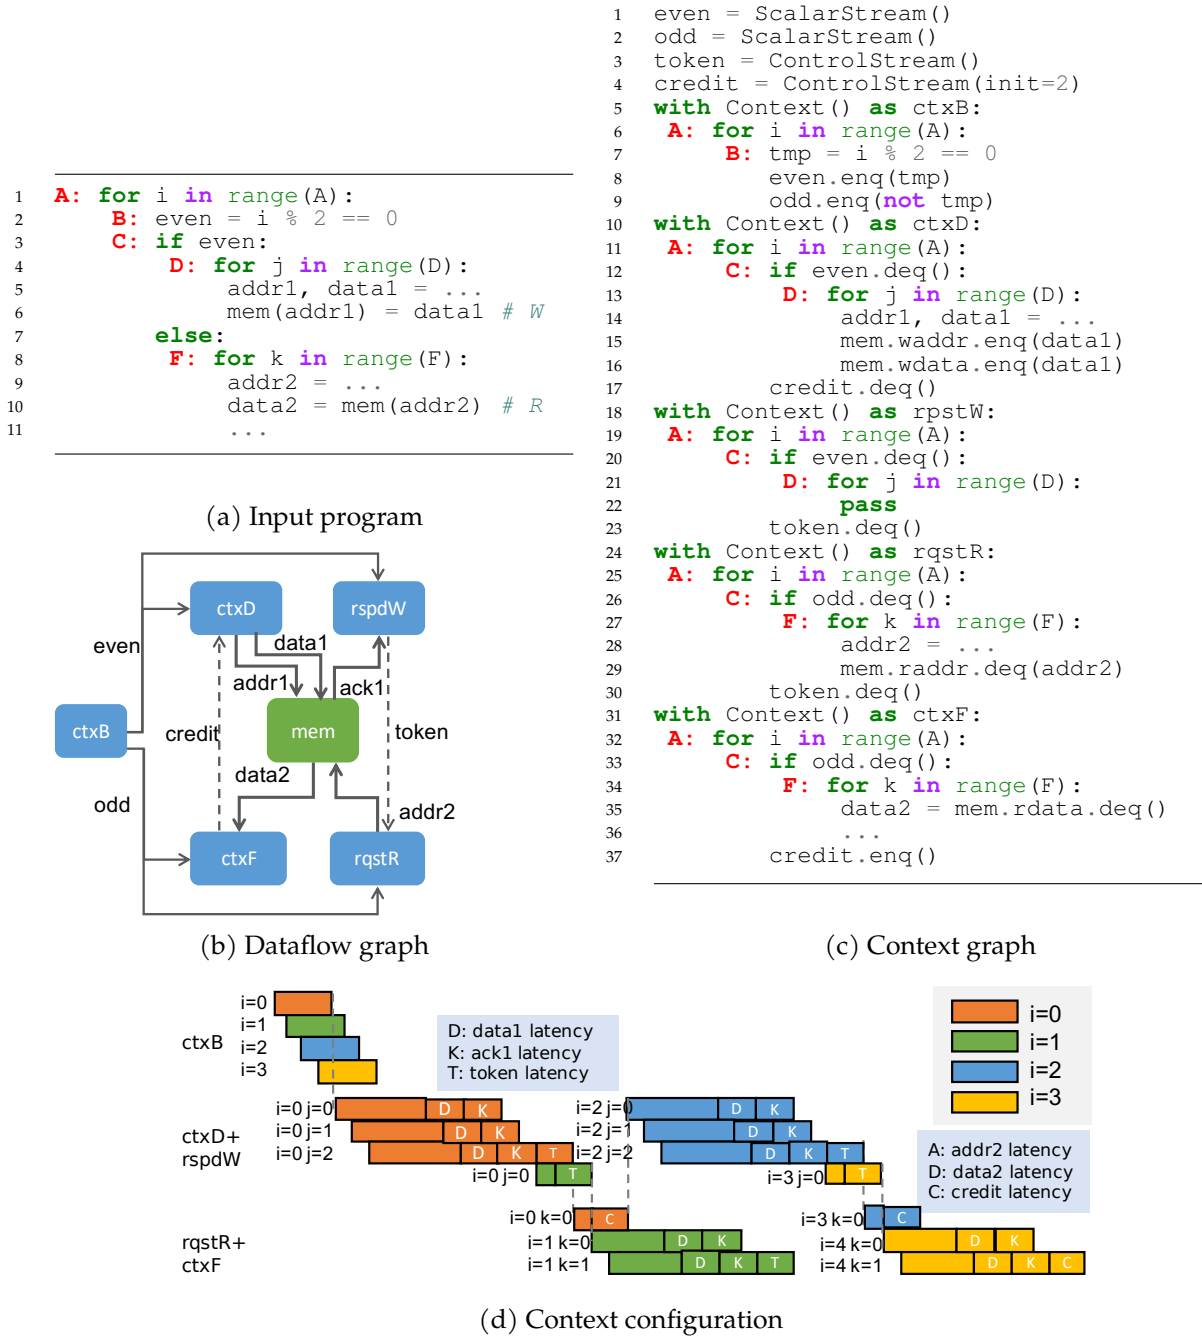 1 A: for i in range(A):
2 B: even = i % 2 == 0
3 C: if even:
4 D: for j in range(D):
5 addr1, data1 = ...
6 mem(addr1) = data1 # W
7 else:
8 F: for k in range(F):
9 addr2 = ...
10 data2 = mem(addr2) # R
11 ...
(a) Input program
even
ctxD
rspdW
data1
addr1
ack1
ctxB
credit
mem
token
data2
odd
addr2
ctxF
rqstR
(b) Dataflow graph
1 even = ScalarStream()
2 odd = ScalarStream()
3 token = ControlStream()
4 credit = ControlStream(init=2)
5 with Context() as ctxB:
6 A: for i in range(A):
7 B: tmp = i % 2 == 0
8 even.enq(tmp)
9 odd.enq(not tmp)
10 with Context() as ctxD:
11 A: for i in range(A):
12 C: if even.deq():
13 D: for j in range(D):
14 addr1, data1 = ...
15 mem.waddr.enq(data1)
16 mem.wdata.enq(data1)
17 credit.deq()
18 with Context() as rpstW:
19 A: for i in range(A):
20 C: if even.deq():
21 D: for j in range(D):
22 pass
23 token.deq()
24 with Context() as rqstR:
25 A: for i in range(A):
26 C: if odd.deq():
27 F: for k in range(F):
28 addr2 = ...
29 mem.raddr.deq(addr2)
30 token.deq()
31 with Context() as ctxF:
32 A: for i in range(A):
33 C: if odd.deq():
34 F: for k in range(F):
35 data2 = mem.rdata.deq()
36 ...
37 credit.enq()
(c) Context graph
ctxB
i=0
i=1
i=2
i=3
D: data1 latency
K: ack1 latency
T: token latency
i=0
i=1
i=2
i=3
ctxD+
rspdW
i=0 j=0 D K
i=0 j=1 D K
i=0 j=2 D K T
i=0 j=0 T
i=2 j=0 D K
i=2 j=1 D K
i=2 j=2 D K T
i=3 j=0 T
A: addr2 latency
D: data2 latency
C: credit latency
rqstR+
ctxF
i=0 k=0 C
i=1 k=0 D K
i=1 k=1 D K T
i=3 k=0 C
i=4 k=0 D K
i=4 k=1 D K C
(d) Context configuration